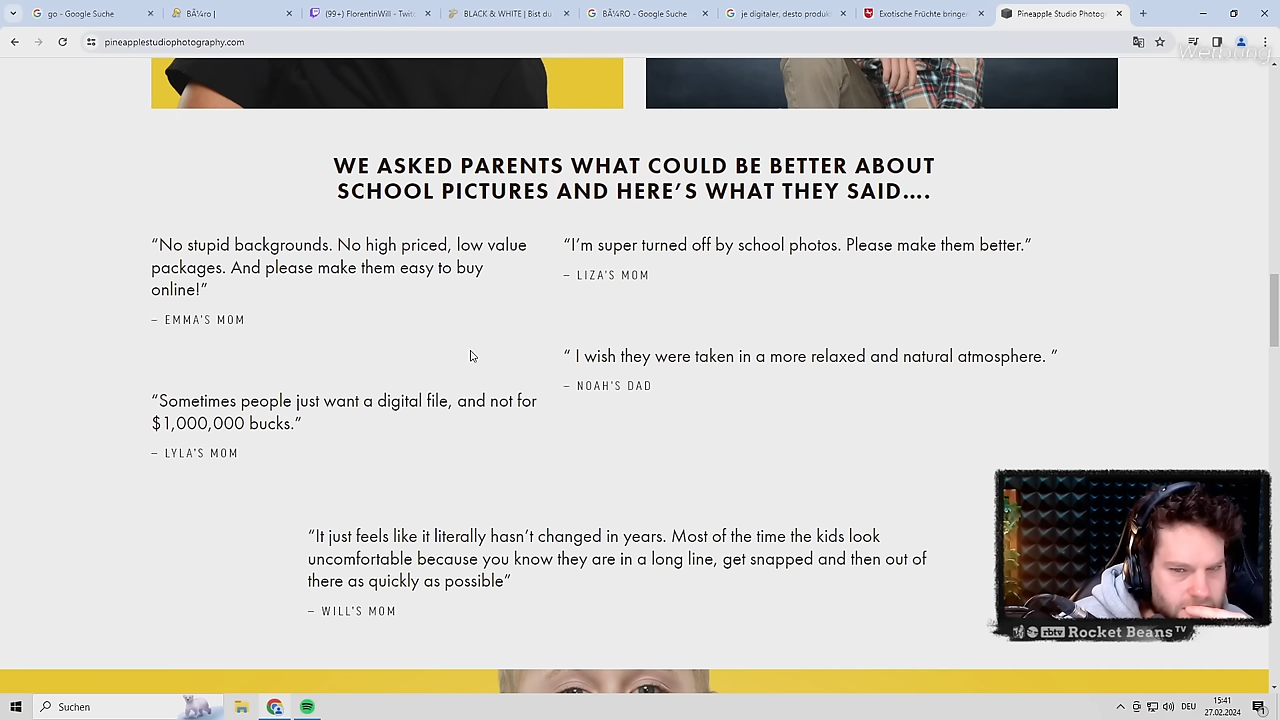 go - Google Suche
BÃ¼ro |
(99+) FlorentinWill - Twitc
BLACK & WHITE | Bist du
BÃ¼RO - Google Suche
je digitaler, desto produkt
Exotische Früchte bringen
Pineapple Studio Photogr
pineapplestudiophotography.com
Werbung
WE ASKED PARENTS WHAT COULD BE BETTER ABOUT
SCHOOL PICTURES AND HERE’S WHAT THEY SAID….
“No stupid backgrounds. No high priced, low value
packages. And please make them easy to buy
online!”
– EMMA'S MOM
“I’m super turned off by school photos. Please make them better.”
– LIZA'S MOM
“ I wish they were taken in a more relaxed and natural atmosphere. ”
– NOAH'S DAD
“Sometimes people just want a digital file, and not for
$1,000,000 bucks.”
– LYLA'S MOM
“It just feels like it literally hasn’t changed in years. Most of the time the kids look
uncomfortable because you know they are in a long line, get snapped and then out of
there as quickly as possible”
– WILL'S MOM
rbtv Rocket Beans TV
Suchen
DEU
15:41
27.02.2024